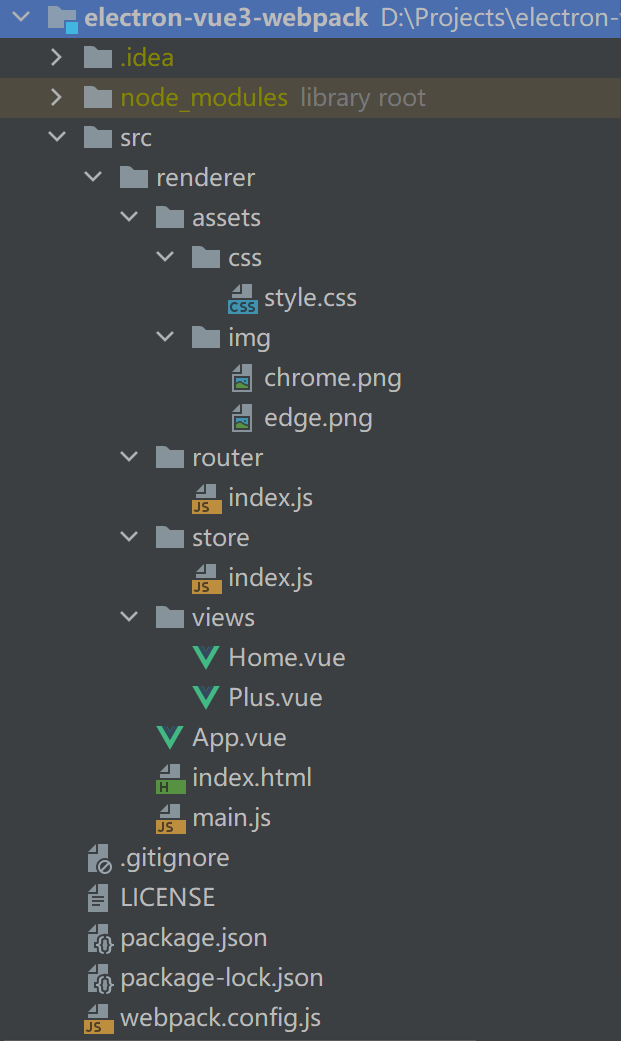 electron-vue3-webpack D:\Projects\electron-
.idea
node_modules library root
src
renderer
assets
css
CSS style.css
img
chrome.png
edge.png
router
JS index.js
store
JS index.js
views
Home.vue
Plus.vue
App.vue
H index.html
JS main.js
.gitignore
LICENSE
package.json
package-lock.json
JS webpack.config.js